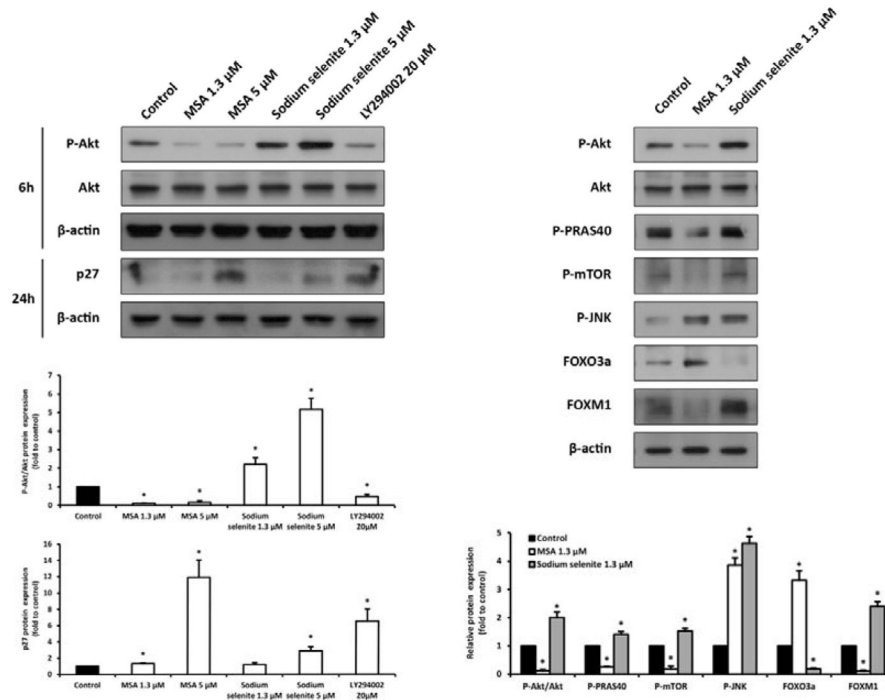 Control
MSA 1.3 µM
MSA 5 µM
Sodium selenite 1.3 µM
Sodium selenite 5 µM
LY294002 20 µM
6h
P-Akt
Akt
β-actin
24h
p27
β-actin
P-Akt/Akt protein expression
(fold to control)
7
6
5
4
3
2
1
0
*
*
*
*
*
Control
MSA 1.3 µM
MSA 5 µM
Sodium
selenite 1.3 µM
Sodium
selenite 5 µM
LY294002
20µM
p27 protein expression
(fold to control)
16
14
12
10
8
6
4
2
0
*
*
*
*
Control
MSA 1.3 µM
MSA 5 µM
Sodium
selenite 1.3 µM
Sodium
selenite 5 µM
LY294002
20µM
Control
MSA 1.3 µM
Sodium selenite 1.3 µM
P-Akt
Akt
P-PRAS40
P-mTOR
P-JNK
FOXO3a
FOXM1
β-actin
Relative protein expression
(fold to control)
5
4
3
2
1
0
Control
MSA 1.3 µM
Sodium selenite 1.3 µM
*
*
*
*
*
*
*
*
*
*
*
*
P-Akt/Akt
P-PRAS40
P-mTOR
P-JNK
FOXO3a
FOXM1